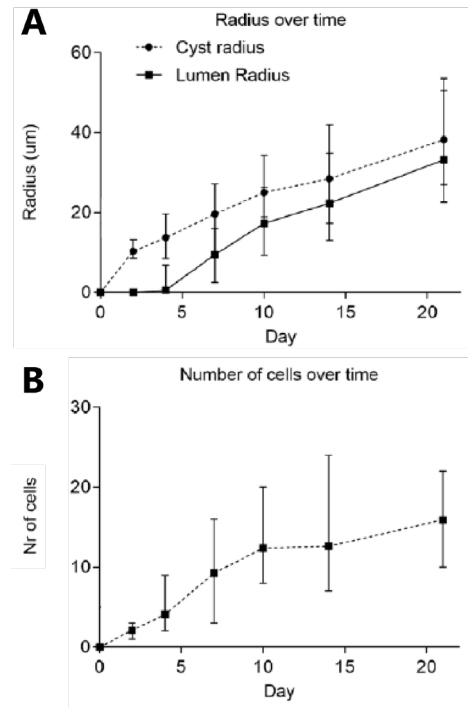 A
Radius over time
Cyst radius
Lumen Radius
Radius (um)
60
40
20
0
0 5 10 15 20
Day
B
Number of cells over time
Nr of cells
30
20
10
0
0 5 10 15 20
Day